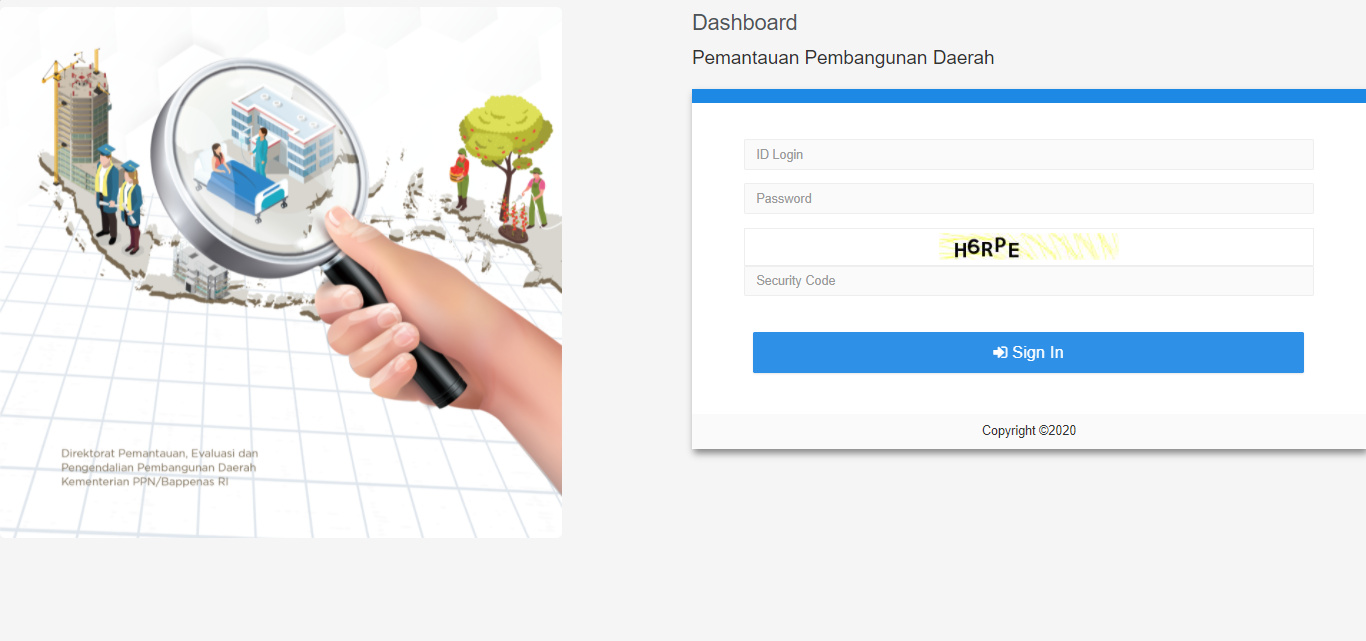 Dashboard
Pemantauan Pembangunan Daerah
ID Login
Password
H6RPE
Security Code
Sign In
Copyright ©2020
Direktorat Pemantauan, Evaluasi dan
Pengendalian Pembangunan Daerah
Kementerian PPN/Bappenas RI